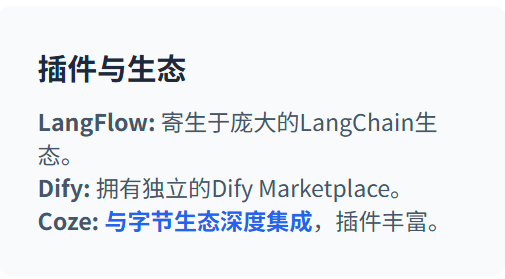 插件与生态
LangFlow: 寄生于庞大的LangChain生
态。
Dify: 拥有独立的Dify Marketplace。
Coze: 与字节生态深度集成，插件丰富。